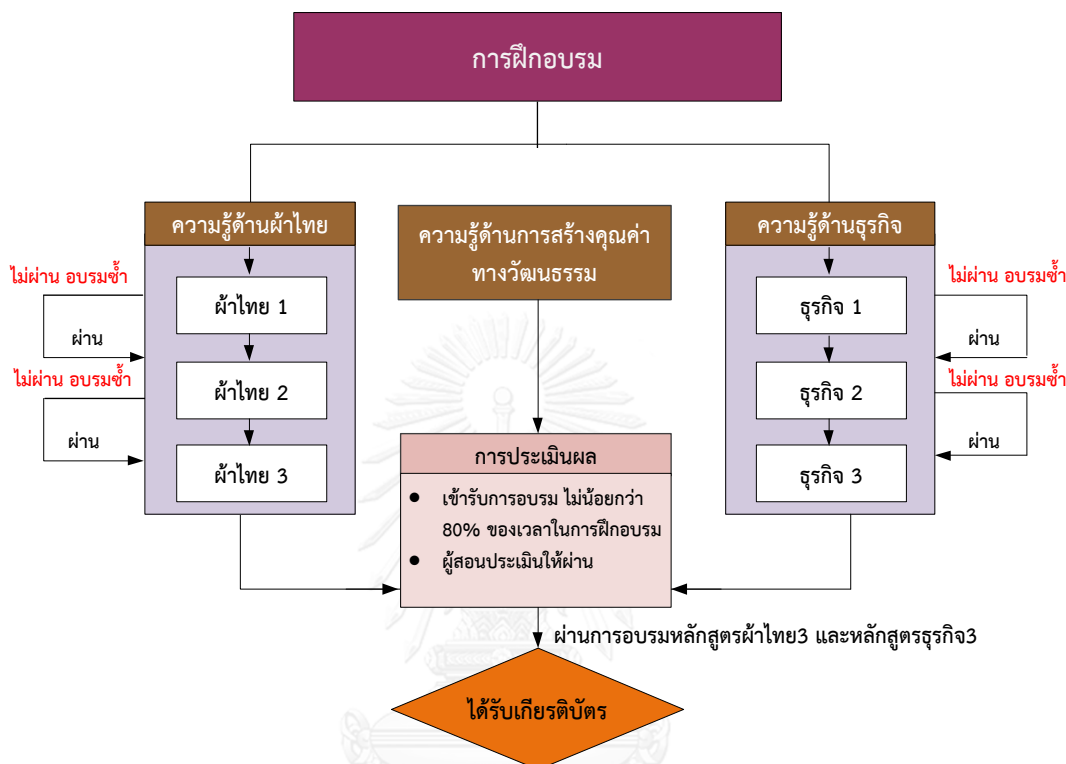 การฝึกอบรม
ความรู้ด้านผ้าไทย
ไม่ผ่าน อบรมซ้ำ
ผ้าไทย 1
ผ่าน
ไม่ผ่าน อบรมซ้ำ
ผ้าไทย 2
ผ่าน
ผ้าไทย 3
ความรู้ด้านการสร้างคุณค่า
ทางวัฒนธรรม
ความรู้ด้านธุรกิจ
ไม่ผ่าน อบรมซ้ำ
ธุรกิจ 1
ผ่าน
ไม่ผ่าน อบรมซ้ำ
ธุรกิจ 2
ผ่าน
ธุรกิจ 3
การประเมินผล
● เข้ารับการอบรม ไม่น้อยกว่า
80% ของเวลาในการฝึกอบรม
● ผู้สอนประเมินให้ผ่าน
ผ่านการอบรมหลักสูตรผ้าไทย3 และหลักสูตรธุรกิจ3
ได้รับเกียรติบัตร